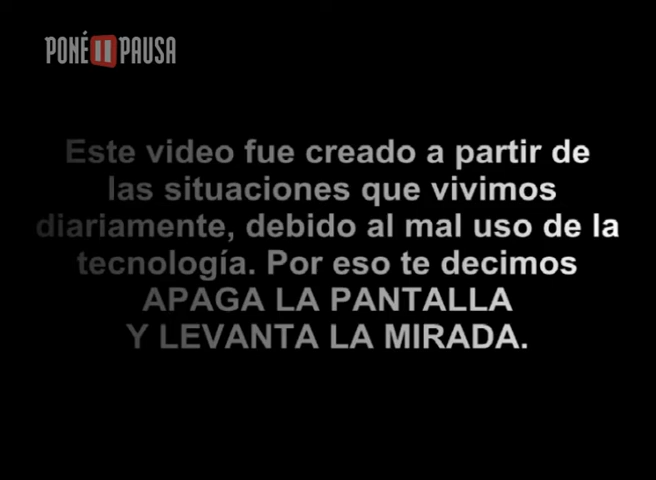 PONÉ PAUSA
Este video fue creado a partir de
las situaciones que vivimos
diariamente, debido al mal uso de la
tecnología. Por eso te decimos
APAGA LA PANTALLA
Y LEVANTA LA MIRADA.